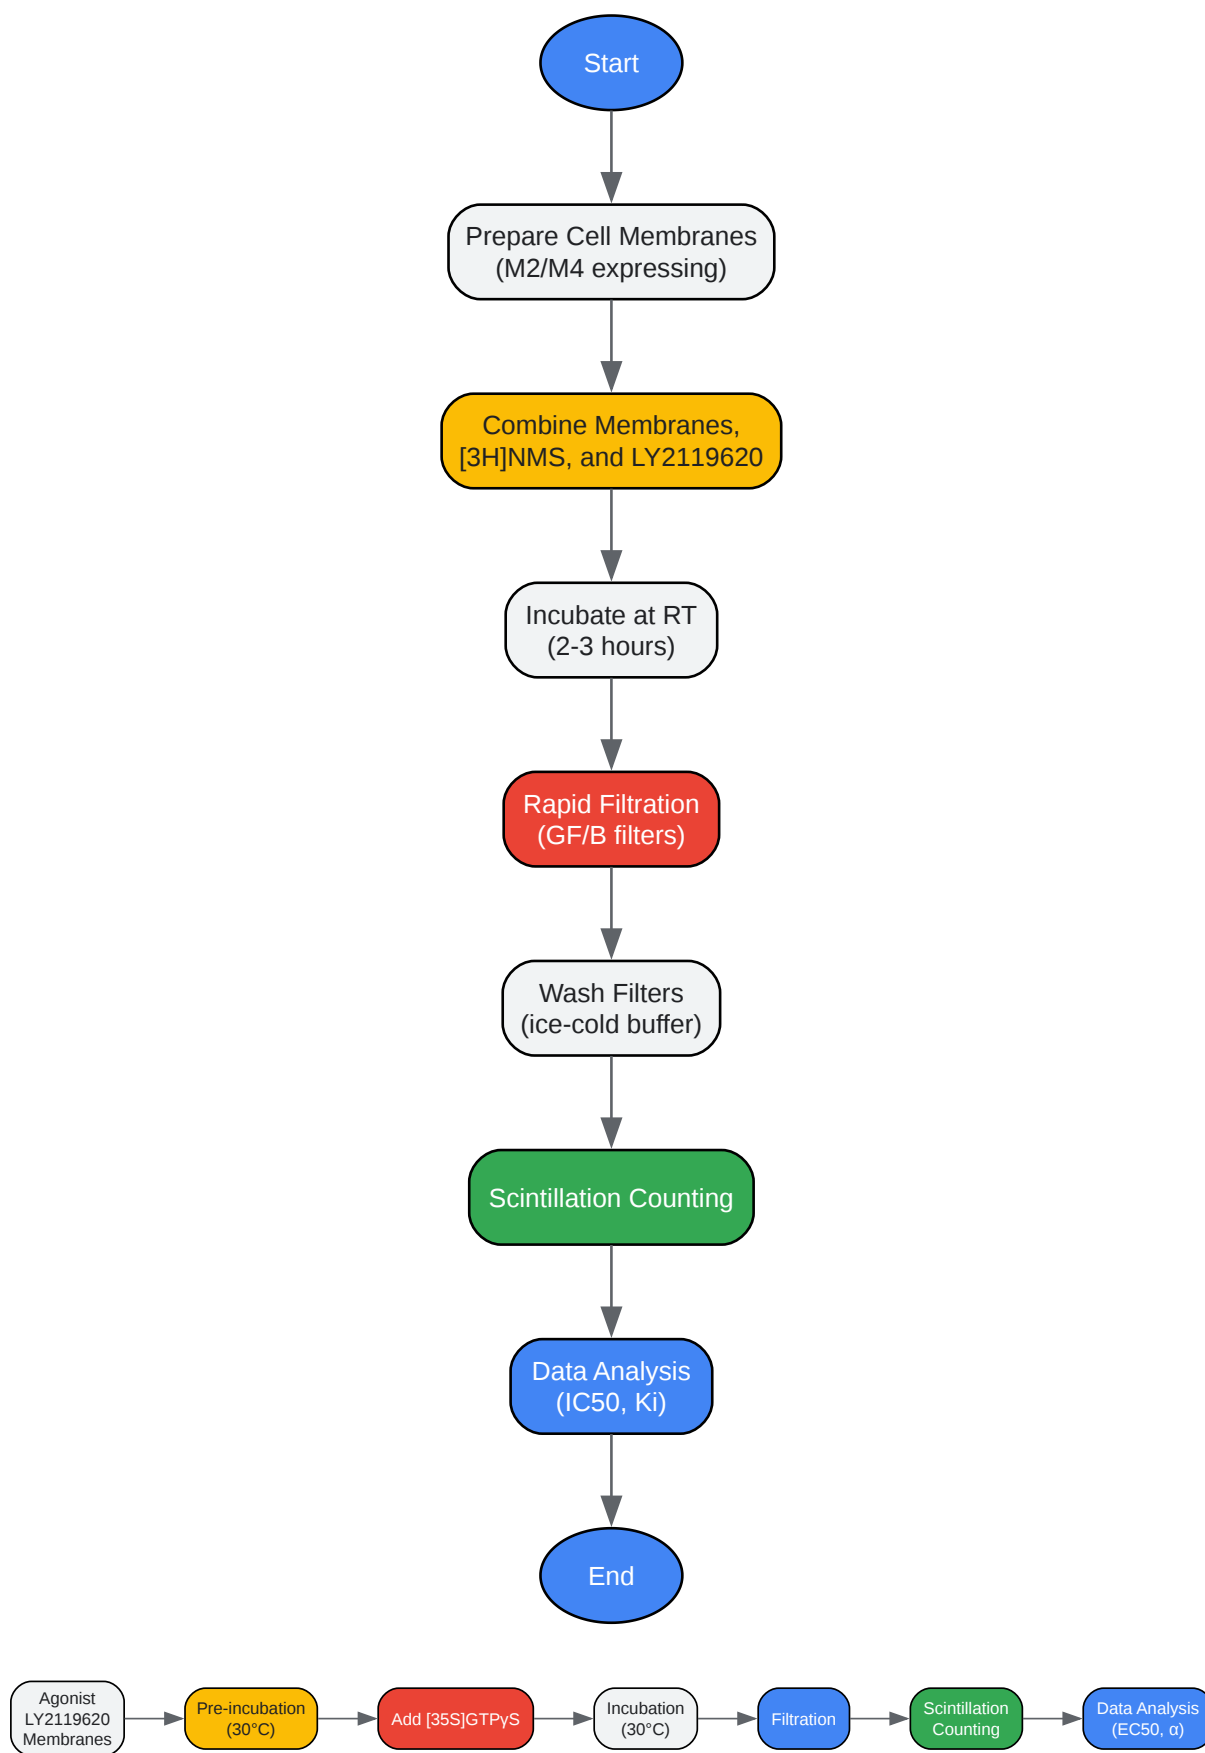 Start
Prepare Cell Membranes
(M2/M4 expressing)
Combine Membranes,
[3H]NMS, and LY2119620
Incubate at RT
(2-3 hours)
Rapid Filtration
(GF/B filters)
Wash Filters
(ice-cold buffer)
Scintillation Counting
Data Analysis
(IC50, Ki)
End
Agonist
LY2119620
Membranes
Pre-incubation
(30°C)
Add [35S]GTPγS
Incubation
(30°C)
Filtration
Scintillation
Counting
Data Analysis
(EC50, α)